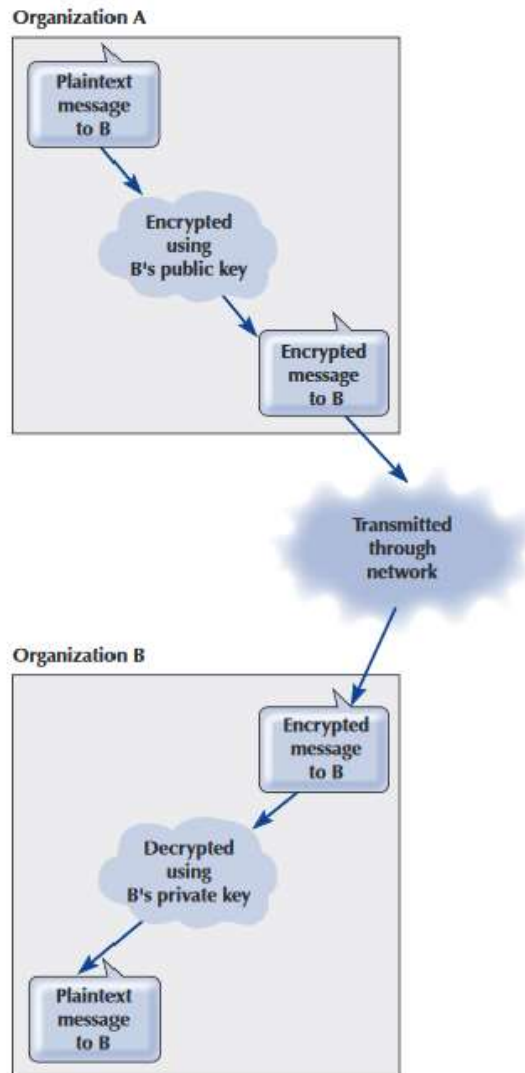 Organization A
Plaintext
message
to B
Encrypted
using
B's public key
Encrypted
message
to B
Transmitted
through
network
Organization B
Encrypted
message
to B
Decrypted
using
B's private key
Plaintext
message
to B